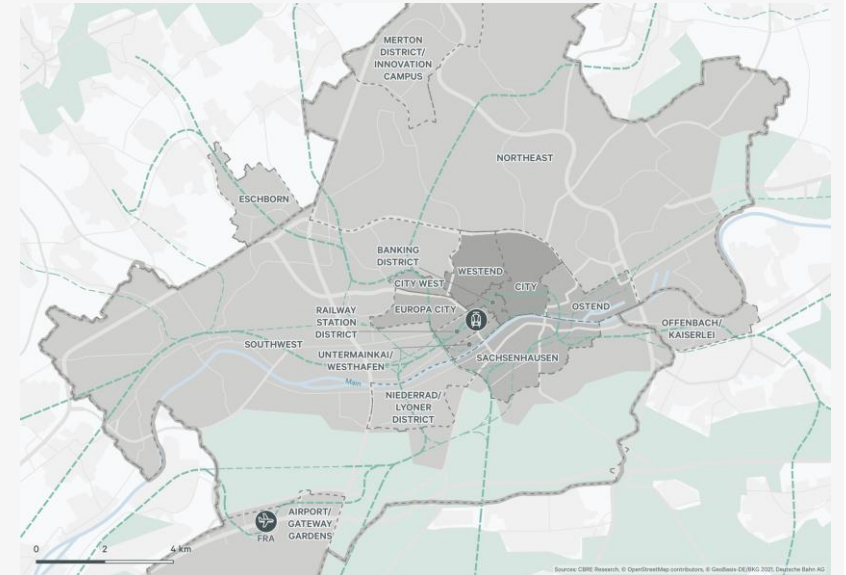 MERTON
DISTRICT/
INNOVATION
CAMPUS
NORTHEAST
ESCHBORN
BANKING
DISTRICT
WESTEND
CITY WEST
CITY
EUROPA CITY
OSTEND
RAILWAY
STATION
DISTRICT
OFFENBACH/
KAISERLEI
SOUTHWEST
UNTERMAINKAI/
WESTHAFEN
SACHSENHAUSEN
Main
NIEDERRAD/
LYONER
DISTRICT
AIRPORT/
GATEWAY
GARDENS
FRA
0 2 4 km
Sources: CBRE Research, © OpenStreetMap contributors, © GeoBasis-DE/BKG 2021, Deutsche Bahn AG